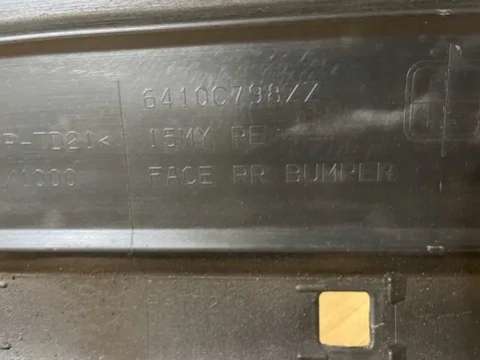 6410C798ZZ
P-TD21< 15MY RE
1000 FACE RR BUMPER